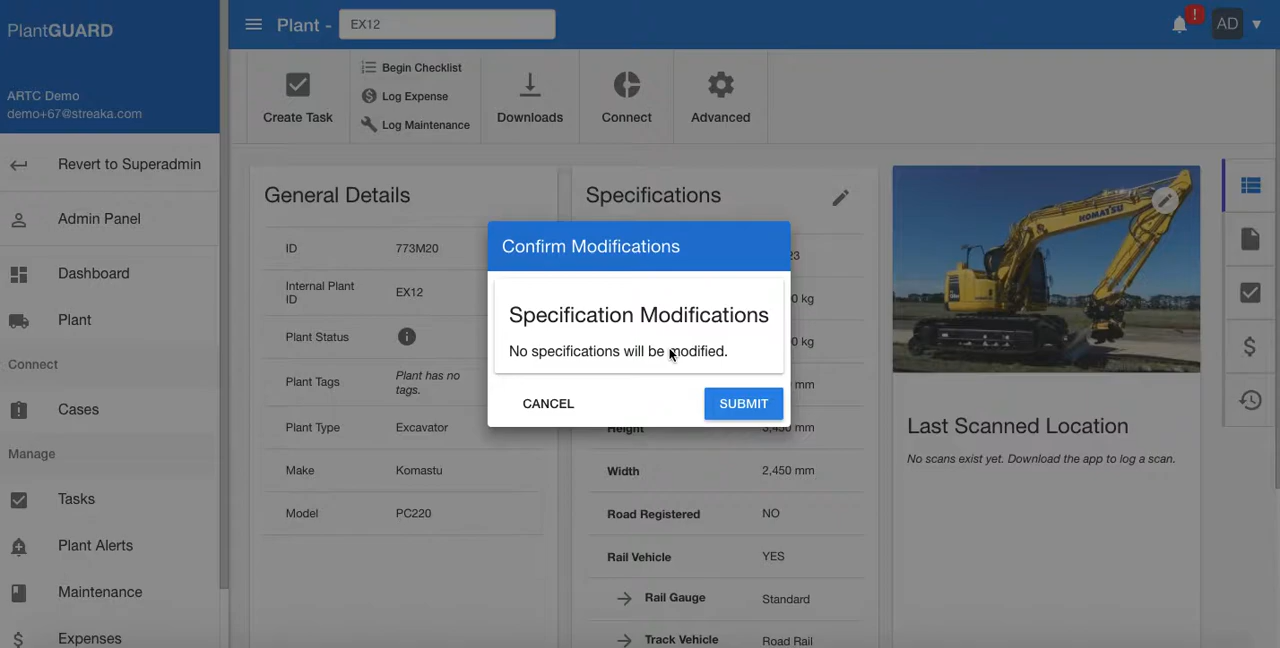 PlantGUARD
Plant -
EX12
!
AD
ARTC Demo
demo+67@streaka.com
Create Task
Begin Checklist
Log Expense
Log Maintenance
Downloads
Connect
Advanced
Revert to Superadmin
Admin Panel
Dashboard
Plant
Connect
Cases
Manage
Tasks
Plant Alerts
Maintenance
Expenses
General Details
ID 773M20
Internal Plant
ID
EX12
Plant Status
Plant Tags
Plant has no
tags.
Plant Type Excavator
Make Komastu
Model PC220
Specifications
kg
kg
mm
Width 2,450 mm
Road Registered NO
Rail Vehicle YES
Rail Gauge Standard
Track Vehicle Road Rail
Confirm Modifications
Specification Modifications
No specifications will be modified.
CANCEL
SUBMIT
KOMATSU
Last Scanned Location
No scans exist yet. Download the app to log a scan.